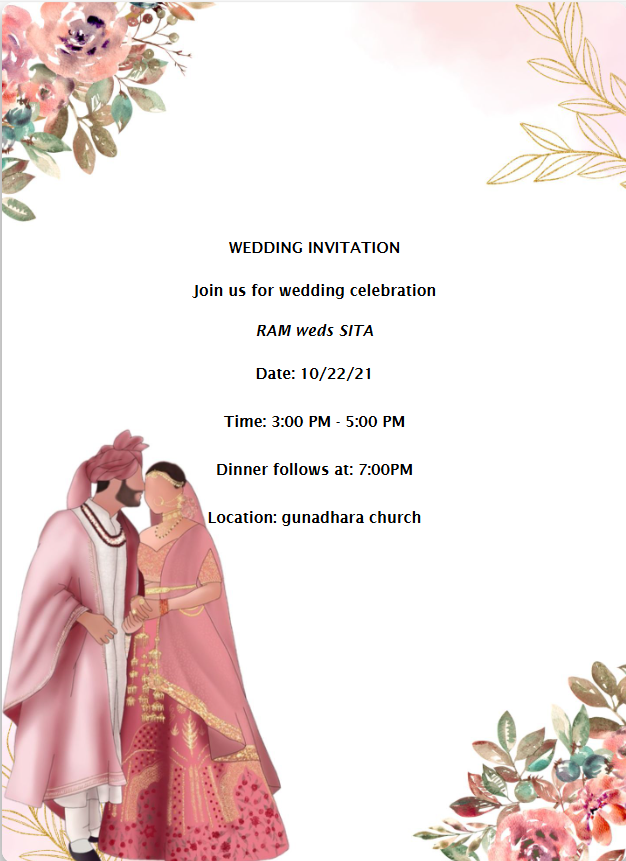 WEDDING INVITATION
Join us for wedding celebration
RAM weds SITA
Date: 10/22/21
Time: 3:00 PM - 5:00 PM
Dinner follows at: 7:00PM
Location: gunadhara church